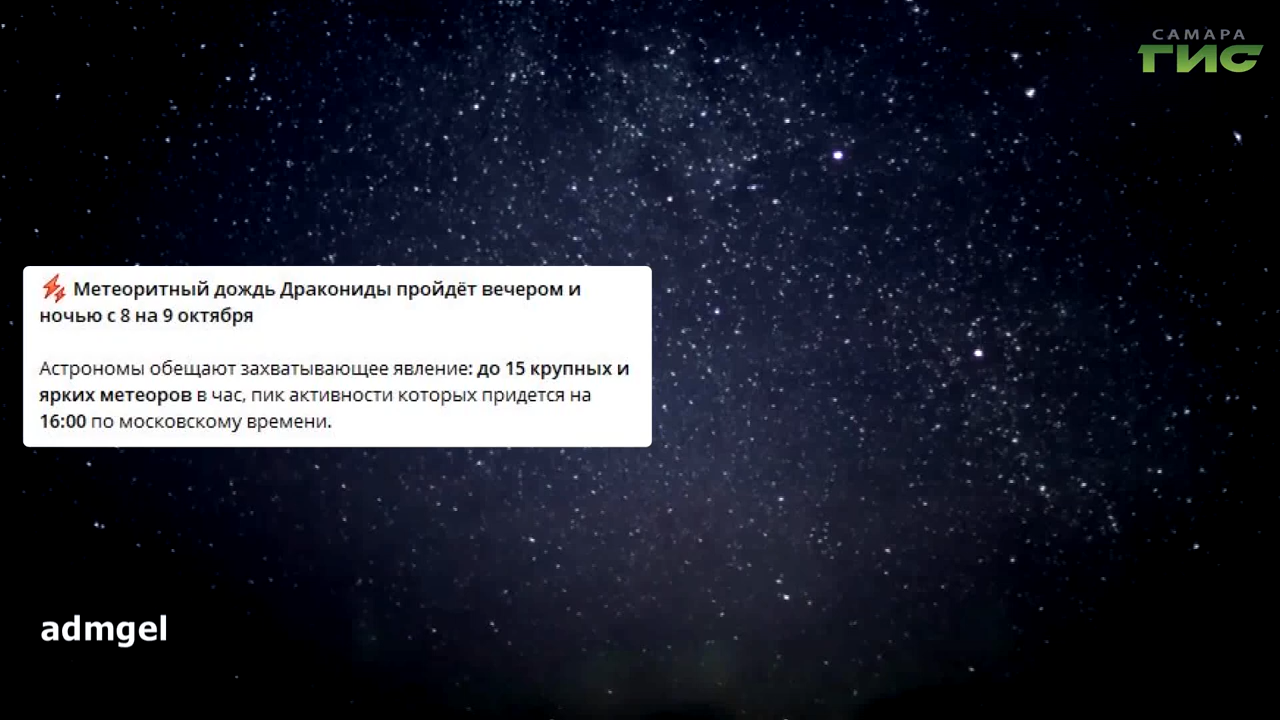 САМАРА
ГИС
Метеоритный дождь Дракониды пройдёт вечером и
ночью с 8 на 9 октября
Астрономы обещают захватывающее явление: до 15 крупных и
ярких метеоров в час, пик активности которых придется на
16:00 по московскому времени.
admgel